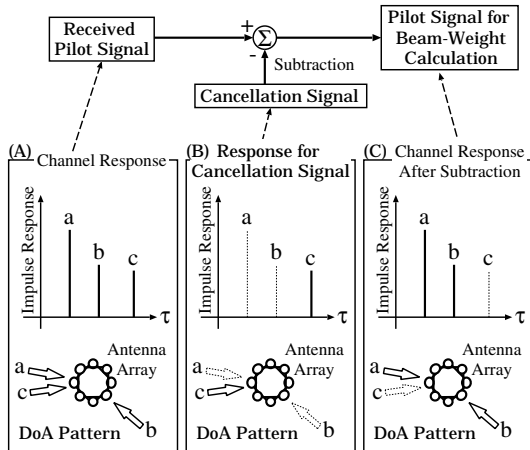 Received
Pilot Signal
+
Σ
-
Subtraction
Cancellation Signal
Pilot Signal for
Beam-Weight
Calculation
(A)
Channel Response
Impulse Response
a
b
c
τ
a
c
b
Antenna
Array
DoA Pattern
(B)
Response for
Cancellation Signal
Impulse Response
a
b
c
τ
a
c
b
Antenna
Array
DoA Pattern
(C)
Channel Response
After Subtraction
Impulse Response
a
b
c
τ
a
c
b
Antenna
Array
DoA Pattern